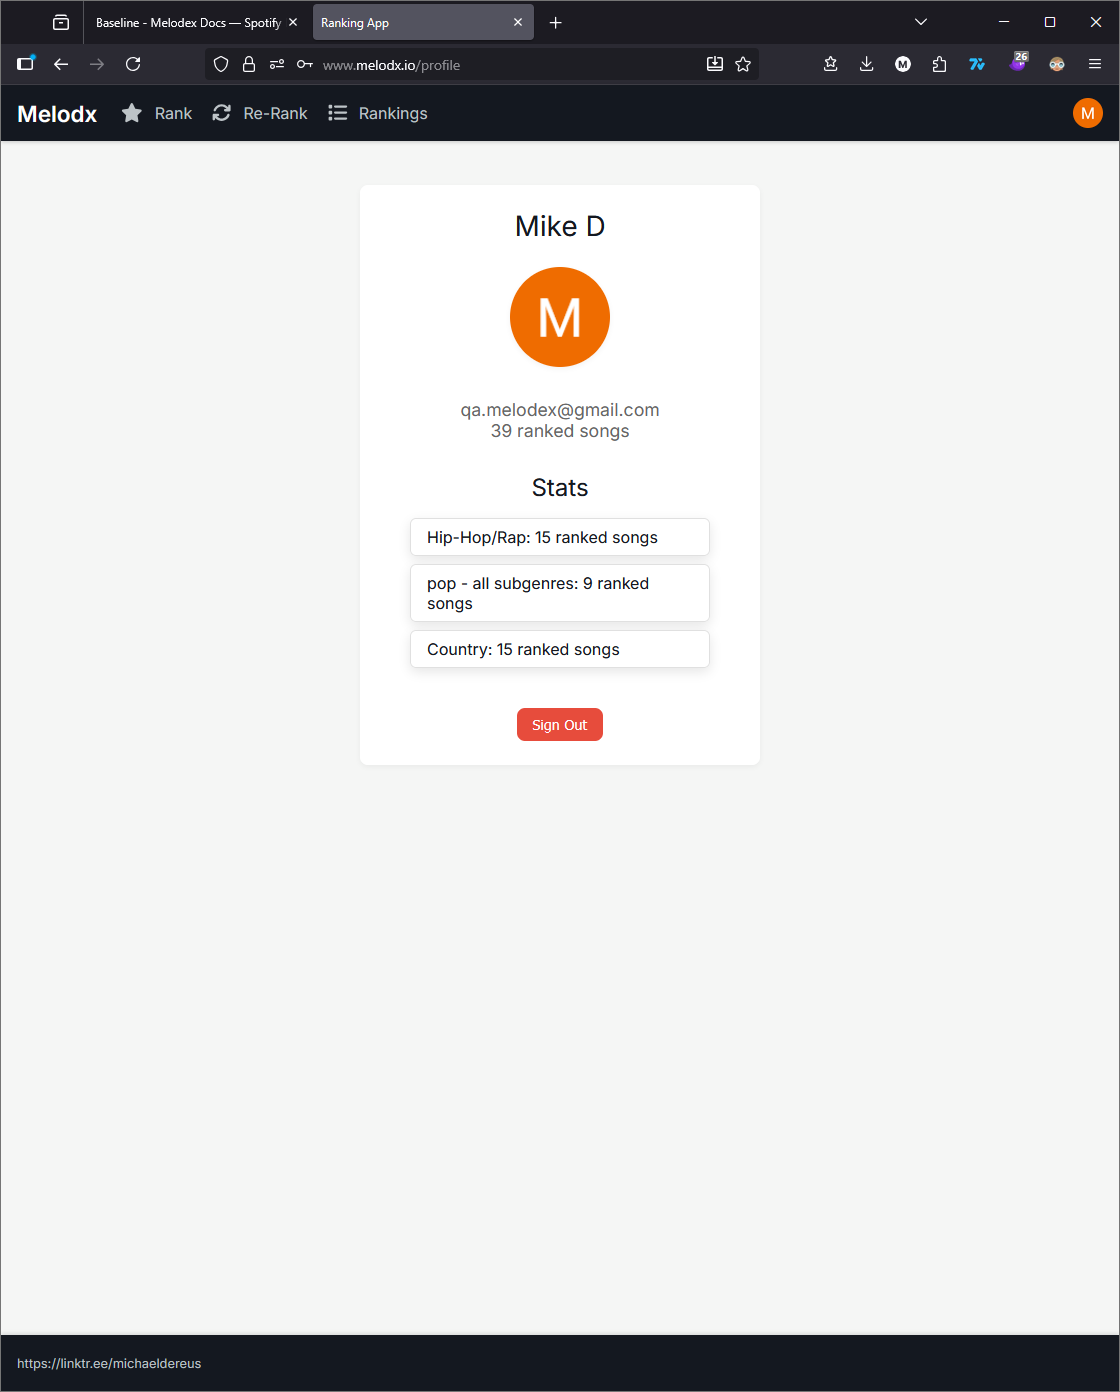 Baseline - Melodex Docs — Spotify
Ranking App
www.melodx.io/profile
26
Melodx
Rank
Re-Rank
Rankings
M
Mike D
M
qa.melodex@gmail.com
39 ranked songs
Stats
Hip-Hop/Rap: 15 ranked songs
pop - all subgenres: 9 ranked
songs
Country: 15 ranked songs
Sign Out
https://linktr.ee/michaeldereus